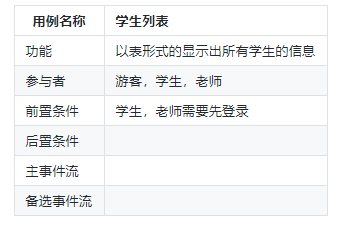 用例名称 学生列表
功能 以表形式的显示出所有学生的信息
参与者 游客，学生，老师
前置条件 学生，老师需要先登录
后置条件
主事件流
备选事件流